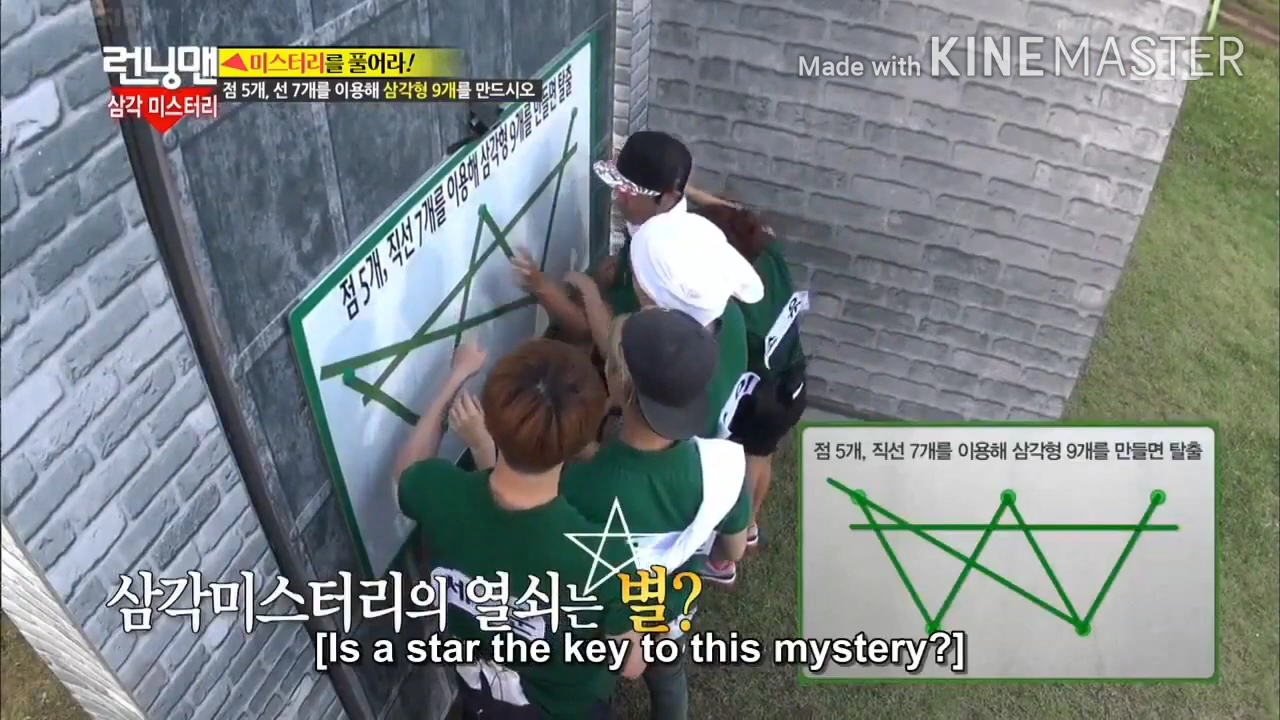 런닝맨
삼각 미스터리
미스터리를 풀어라!
점 5개, 선 7개를 이용해 삼각형 9개를 만드시오
Made with KINEMASTER
점 5개, 직선 7개를 이용해 삼각형 9개를 만들면 탈출
점 5개, 직선 7개를 이용해 삼각형 9개를 만들면 탈출
삼각미스터리의 열쇠는 별?
[Is a star the key to this mystery?]